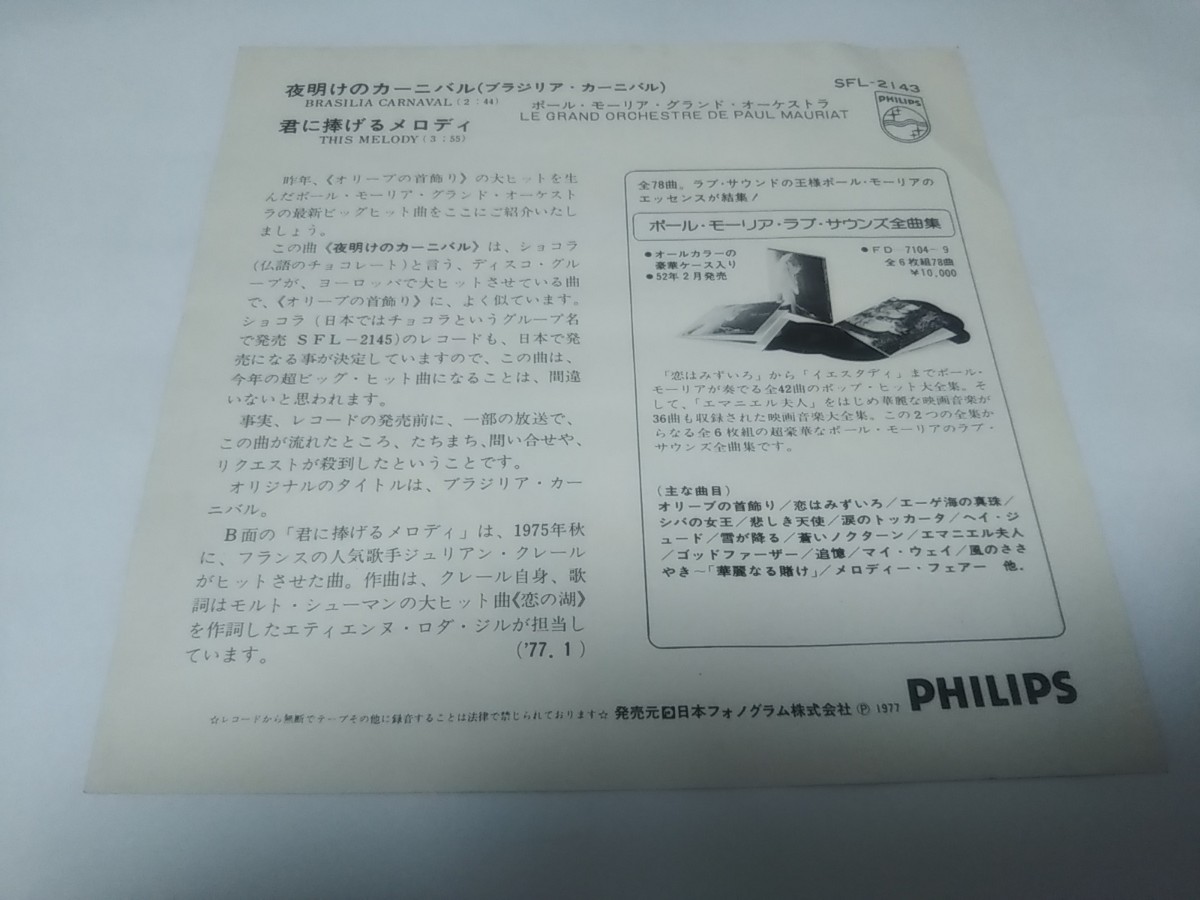 夜明けのカーニバル(ブラジリア・カーニバル)
BRASILIA CARNAVAL (2:44)
君に捧げるメロディ
THIS MELODY (3:55)
ポール・モーリア・グランド・オーケストラ
LE GRAND ORCHESTRE DE PAUL MAURIAT
SFL-2143
PHILIPS
昨年、《オリーブの首飾り》の大ヒットを生
んだポール・モーリア・グランド・オーケスト
ラの最新ビッグヒット曲をここにご紹介いたし
ましょう。
この曲《夜明けのカーニバル》は、ショコラ
(仏語のチョコレート)と言う、ディスコ・グル
ープが、ヨーロッパで大ヒットさせている曲
で、《オリーブの首飾り》に、よく似ています。
ショコラ(日本ではチョコラというグループ名
で発売 SFL-2145)のレコードも、日本で発
売になる事が決定していますので、この曲は、
今年の超ビッグ・ヒット曲になることは、間違
いないと思われます。
事実、レコードの発売前に、一部の放送で、
この曲が流れたところ、たちまち、問い合せや、
リクエストが殺到したということです。
オリジナルのタイトルは、ブラジリア・カー
ニバル。
B面の「君に捧げるメロディ」は、1975年秋
に、フランスの人気歌手ジュリアン・クレール
がヒットさせた曲。作曲は、クレール自身、歌
詞はモルト・シューマンの大ヒット曲《恋の湖》
を作詞したエティエンヌ・ロダ・ジルが担当し
ています。 ('77.1)
全78曲。ラブ・サウンドの王様ポール・モーリアの
エッセンスが結集!
ポール・モーリア・ラブ・サウンズ全曲集
●オールカラーの
豪華ケース入り
●52年2月発売
●FD-7104-9
全6枚組78曲
¥10,000
「恋はみずいろ」から「イエスタデイ」までポール・
モーリアが奏でる全42曲のポップ・ヒット大全集。そ
して、「エマニエル夫人」をはじめ華麗な映画音楽が
36曲も収録された映画音楽大全集。この2つの全集か
らなる全6枚組の超豪華なポール・モーリアのラブ・
サウンズ全曲集です。
(主な曲目)
オリーブの首飾り/恋はみずいろ/エーゲ海の真珠/
シバの女王/悲しき天使/涙のトッカータ/ヘイ・ジ
ュード/雪が降る/蒼いノクターン/エマニエル夫人
/ゴッドファーザー/追憶/マイ・ウェイ/風のささ
やき~「華麗なる賭け」/メロディー・フェアー 他.
☆レコードから無断でテープその他に録音することは法律で禁じられております☆ 発売元 日本フォノグラム株式会社 Ⓟ 1977
PHILIPS